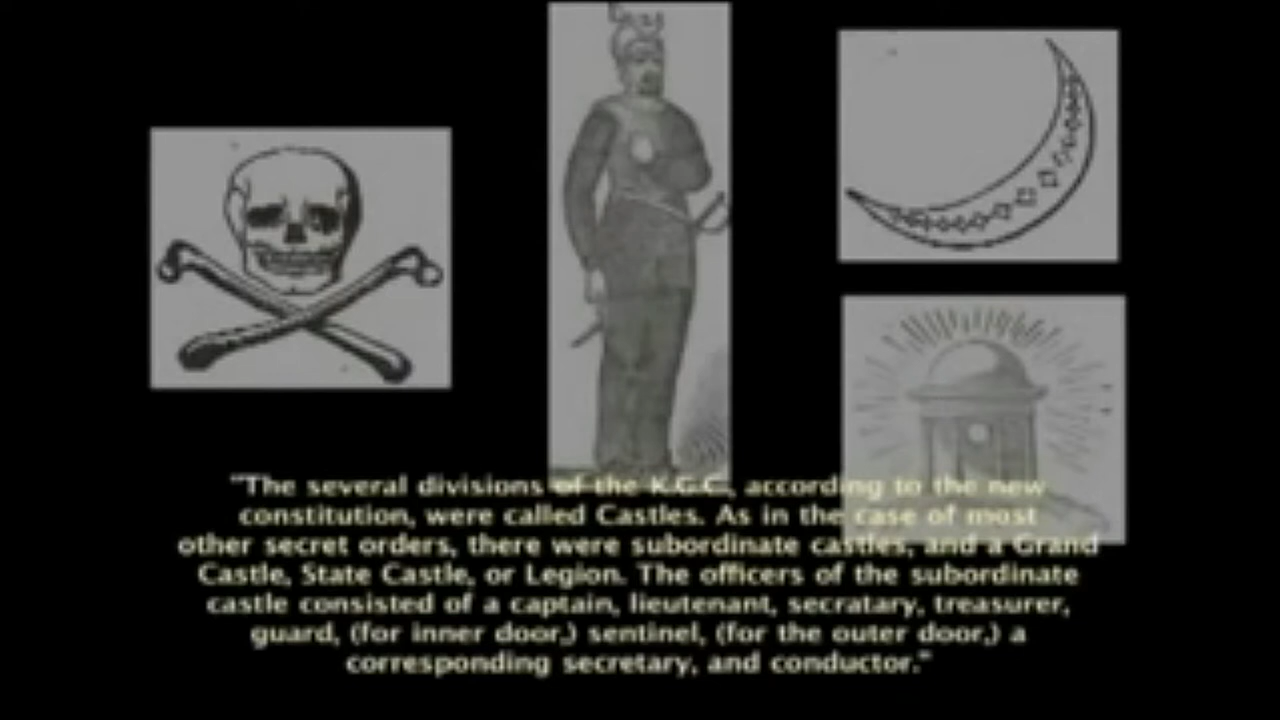 "The several divisions of the K.G.C., according to the new
constitution, were called Castles. As in the case of most
other secret orders, there were subordinate castles, and a Grand
Castle, State Castle, or Legion. The officers of the subordinate
castle consisted of a captain, lieutenant, secratary, treasurer,
guard, (for inner door,) sentinel, (for the outer door,) a
corresponding secretary, and conductor."